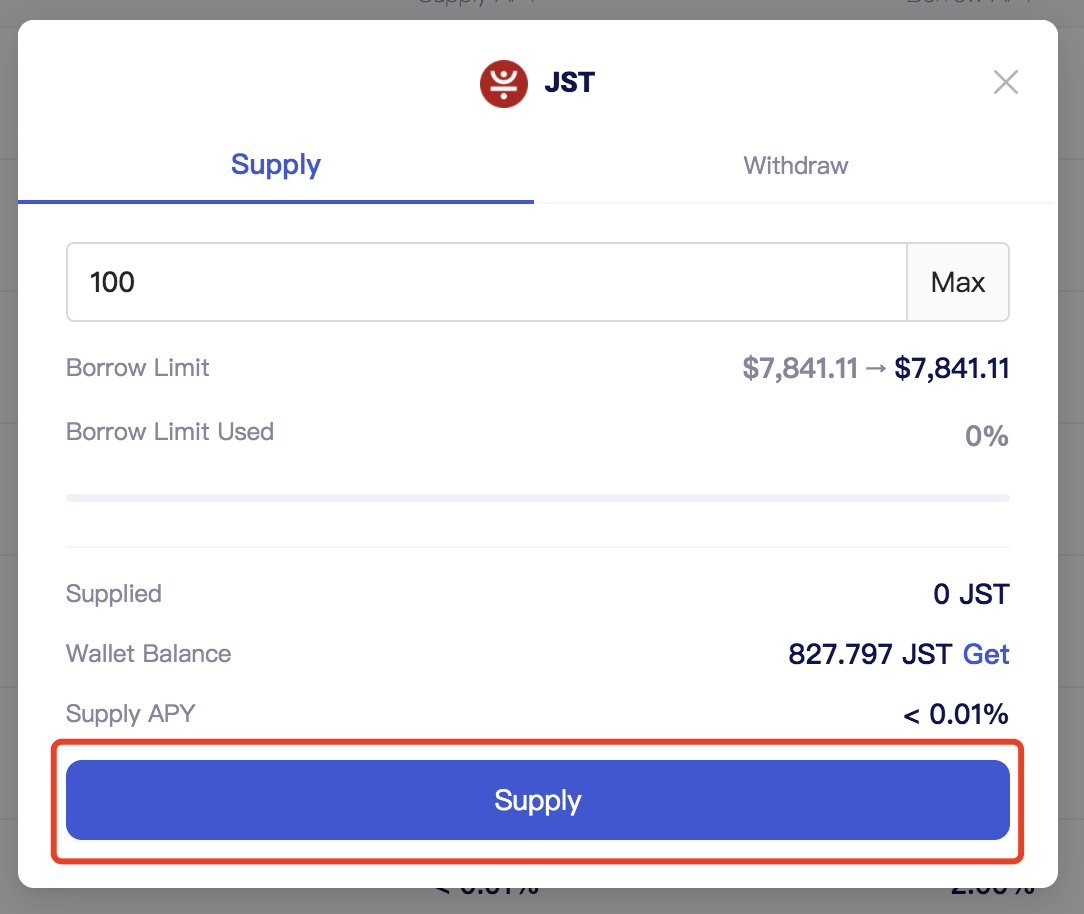 JST
Supply Withdraw
100 Max
Borrow Limit $7,841.11 → $7,841.11
Borrow Limit Used 0%
Supplied 0 JST
Wallet Balance 827.797 JST Get
Supply APY < 0.01%
Supply